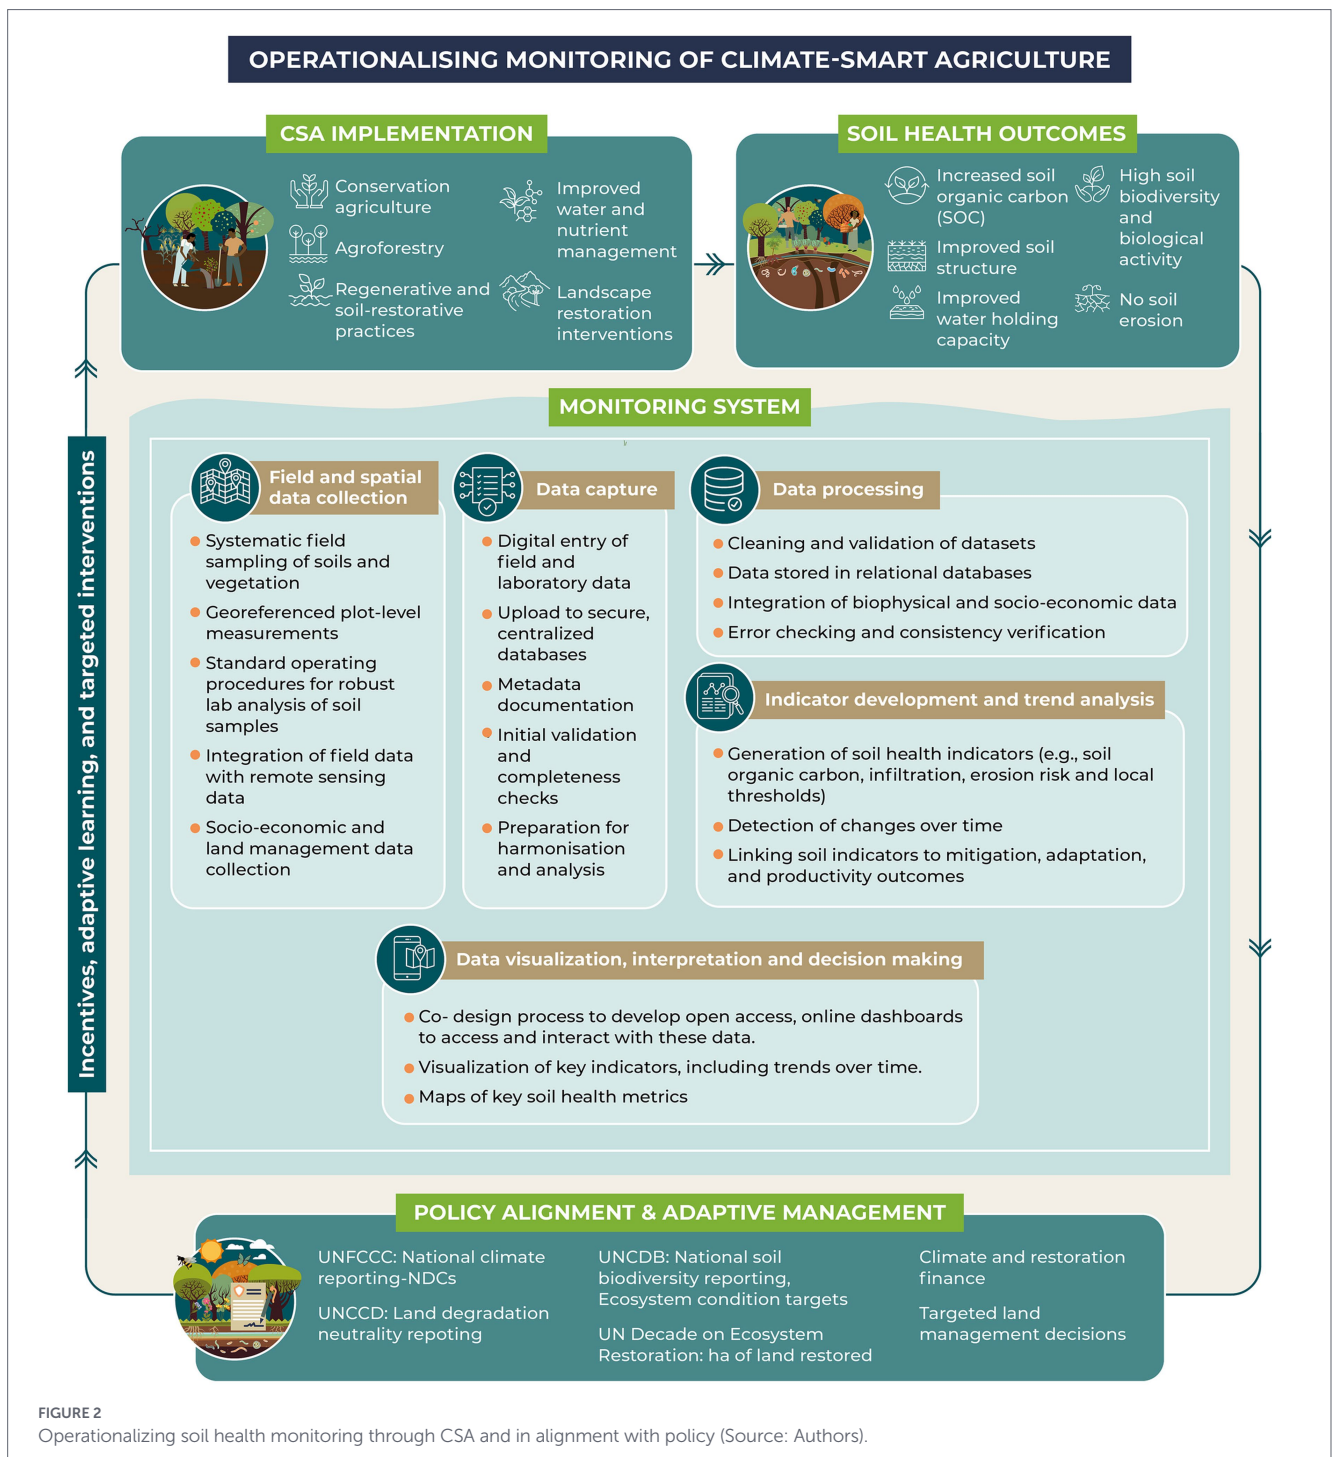 OPERATIONALISING MONITORING OF CLIMATE-SMART AGRICULTURE
CSA IMPLEMENTATION
Conservation
agriculture
Agroforestry
Regenerative and
soil-restorative
practices
Improved
water and
nutrient
management
Landscape
restoration
interventions
SOIL HEALTH OUTCOMES
Increased soil
organic carbon
(SOC)
Improved soil
structure
Improved
water holding
capacity
High soil
biodiversity
and
biological
activity
No soil
erosion
Incentives, adaptive learning, and targeted interventions
MONITORING SYSTEM
Field and spatial
data collection
Systematic field
sampling of soils and
vegetation
Georeferenced plot-level
measurements
Standard operating
procedures for robust
lab analysis of soil
samples
Integration of field data
with remote sensing
data
Socio-economic and
land management data
collection
Data capture
Digital entry of
field and
laboratory data
Upload to secure,
centralized
databases
Metadata
documentation
Initial validation
and
completeness
checks
Preparation for
harmonisation
and analysis
Data processing
Cleaning and validation of datasets
Data stored in relational databases
Integration of biophysical and socio-economic data
Error checking and consistency verification
Indicator development and trend analysis
Generation of soil health indicators (e.g., soil
organic carbon, infiltration, erosion risk and local
thresholds)
Detection of changes over time
Linking soil indicators to mitigation, adaptation,
and productivity outcomes
Data visualization, interpretation and decision making
Co- design process to develop open access, online dashboards
to access and interact with these data.
Visualization of key indicators, including trends over time.
Maps of key soil health metrics
POLICY ALIGNMENT & ADAPTIVE MANAGEMENT
UNFCCC: National climate
reporting-NDCs
UNCCD: Land degradation
neutrality repoting
UNCDB: National soil
biodiversity reporting,
Ecosystem condition targets
UN Decade on Ecosystem
Restoration: ha of land restored
Climate and restoration
finance
Targeted land
management decisions
FIGURE 2
Operationalizing soil health monitoring through CSA and in alignment with policy (Source: Authors).